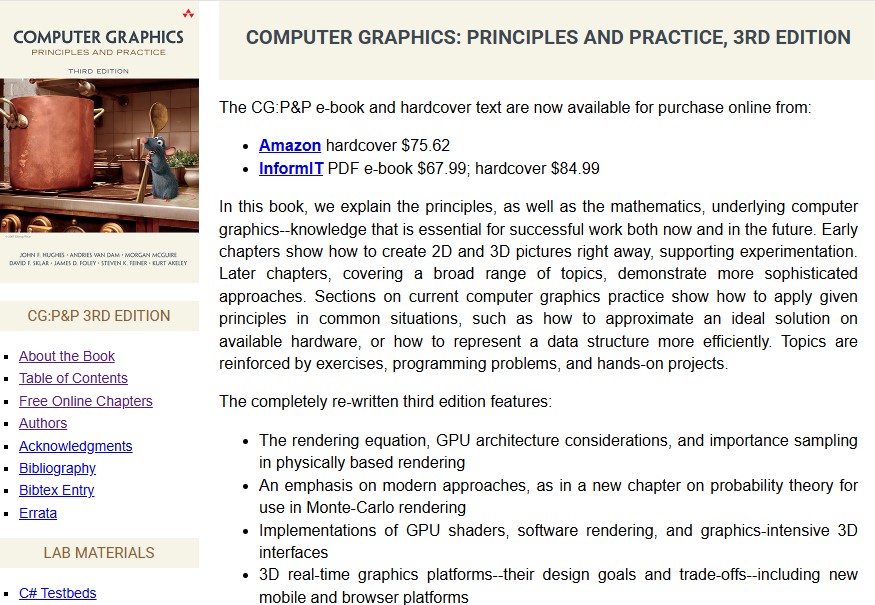 COMPUTER GRAPHICS
PRINCIPLES AND PRACTICE
THIRD EDITION
JOHN F. HUGHES • ANDRIES VAN DAM • MORGAN MCGUIRE
DAVID F. SKLAR • JAMES D. FOLEY • STEVEN K. FEINER • KURT AKELEY
CG:P&P 3RD EDITION
About the Book
Table of Contents
Free Online Chapters
Authors
Acknowledgments
Bibliography
Bibtex Entry
Errata
LAB MATERIALS
C# Testbeds
COMPUTER GRAPHICS: PRINCIPLES AND PRACTICE, 3RD EDITION
The CG:P&P e-book and hardcover text are now available for purchase online from:
• Amazon hardcover $75.62
• InformIT PDF e-book $67.99; hardcover $84.99
In this book, we explain the principles, as well as the mathematics, underlying computer
graphics--knowledge that is essential for successful work both now and in the future. Early
chapters show how to create 2D and 3D pictures right away, supporting experimentation.
Later chapters, covering a broad range of topics, demonstrate more sophisticated
approaches. Sections on current computer graphics practice show how to apply given
principles in common situations, such as how to approximate an ideal solution on
available hardware, or how to represent a data structure more efficiently. Topics are
reinforced by exercises, programming problems, and hands-on projects.
The completely re-written third edition features:
• The rendering equation, GPU architecture considerations, and importance sampling
in physically based rendering
• An emphasis on modern approaches, as in a new chapter on probability theory for
use in Monte-Carlo rendering
• Implementations of GPU shaders, software rendering, and graphics-intensive 3D
interfaces
• 3D real-time graphics platforms--their design goals and trade-offs--including new
mobile and browser platforms